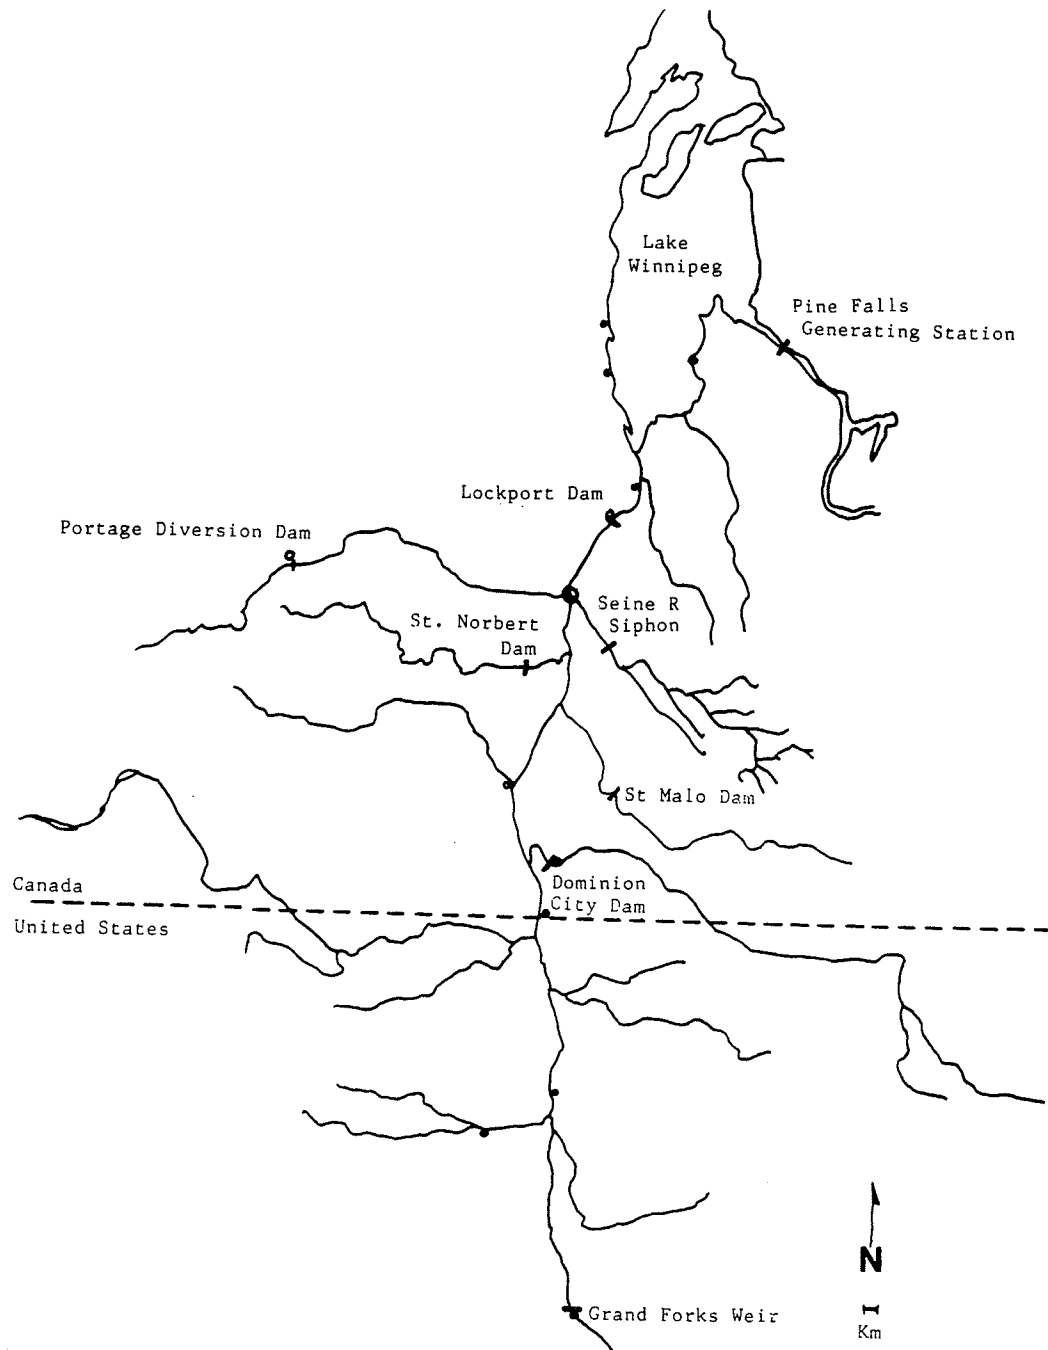 Lake
Winnipeg
Pine Falls
Generating Station
Lockport Dam
Portage Diversion Dam
Seine R
Siphon
St. Norbert
Dam
St Malo Dam
Dominion
City Dam
Canada
United States
N
Km
Grand Forks Weir